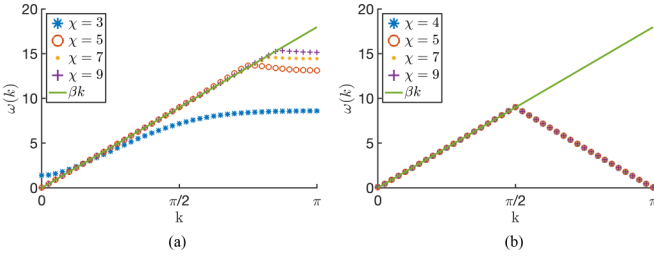 20
15
10
5
0
ω(k)
χ = 3
χ = 5
χ = 7
χ = 9
βk
0
π/2
π
k
(a)
20
15
10
5
0
ω(k)
χ = 4
χ = 5
χ = 7
χ = 9
βk
0
π/2
π
k
(b)